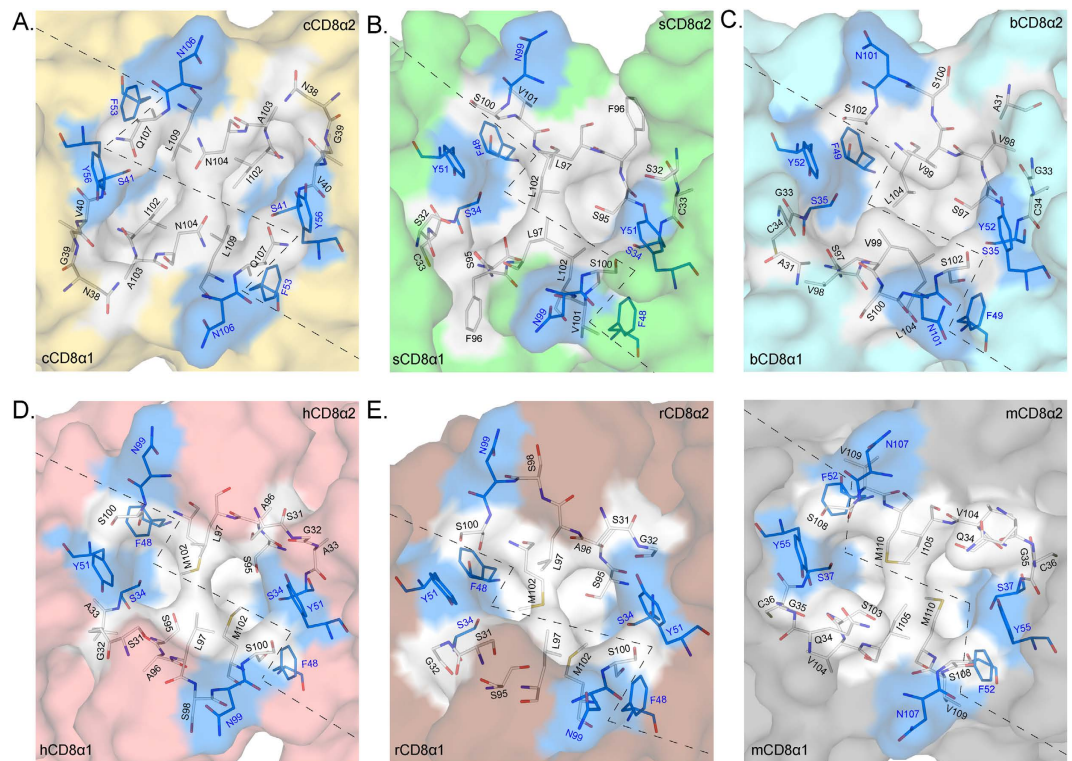 A.
cCD8α2
N106
F53
Q107
L109
A103
N38
G39
N104
I102
V40
Y56
S41
S41
Y56
V40
I102
N104
L109
Q107
G39
A103
N38
F53
N106
cCD8α1
B.
sCD8α2
N99
S100
V101
F96
F48
Y51
L97
S32
C33
L102
S34
S95
S32
C33
Y51
S34
L97
S95
L102
S100
N99
V101
F48
F96
sCD8α1
C.
bCD8α2
N101
S100
S102
A31
V98
F49
Y52
V99
G33
L104
C34
S97
G33
S35
C34
Y52
S35
V99
S97
A31
V98
S102
S100
L104
N101
F49
bCD8α1
D.
hCD8α2
N99
A96
S31
S100
L97
G32
F48
A33
M102
S95
Y51
S34
S34
Y51
A33
S95
M102
L97
S31
G32
A96
S100
F48
S98
N99
hCD8α1
E.
rCD8α2
N99
S98
S100
S31
G32
L97
A96
F48
S95
Y51
M102
S34
S34
Y51
S31
G32
L97
M102
S100
S95
F48
N99
rCD8α1
mCD8α2
N107
V109
F52
S108
V104
Q34
I105
G35
C36
M110
Y55
S37
S37
C36
G35
S103
I105
M110
Y55
Q34
V104
S108
F52
N107
V109
mCD8α1